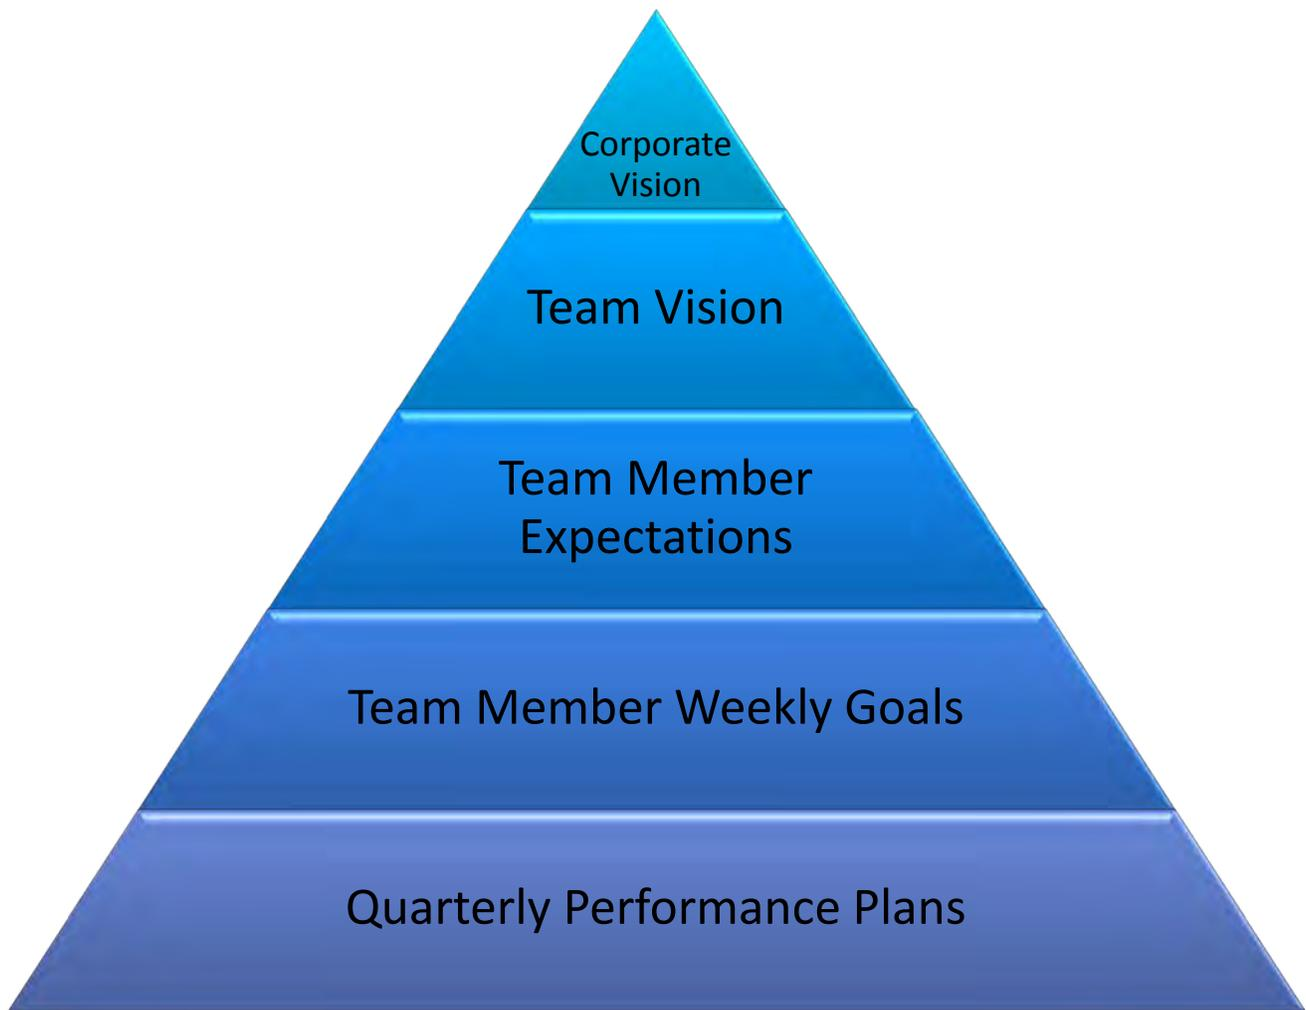 Corporate
Vision
Team Vision
Team Member
Expectations
Team Member Weekly Goals
Quarterly Performance Plans